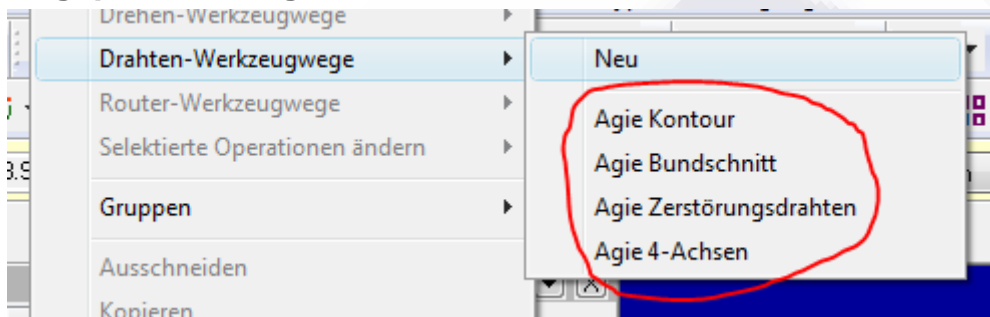 Drehen-Werkzeugwege
Drahten-Werkzeugwege
Neu
Router-Werkzeugwege
Agie Kontour
Selektierte Operationen ändern
Agie Bundschnitt
Gruppen
Agie Zerstörungsdrahten
Ausschneiden
Agie 4-Achsen
Kopieren